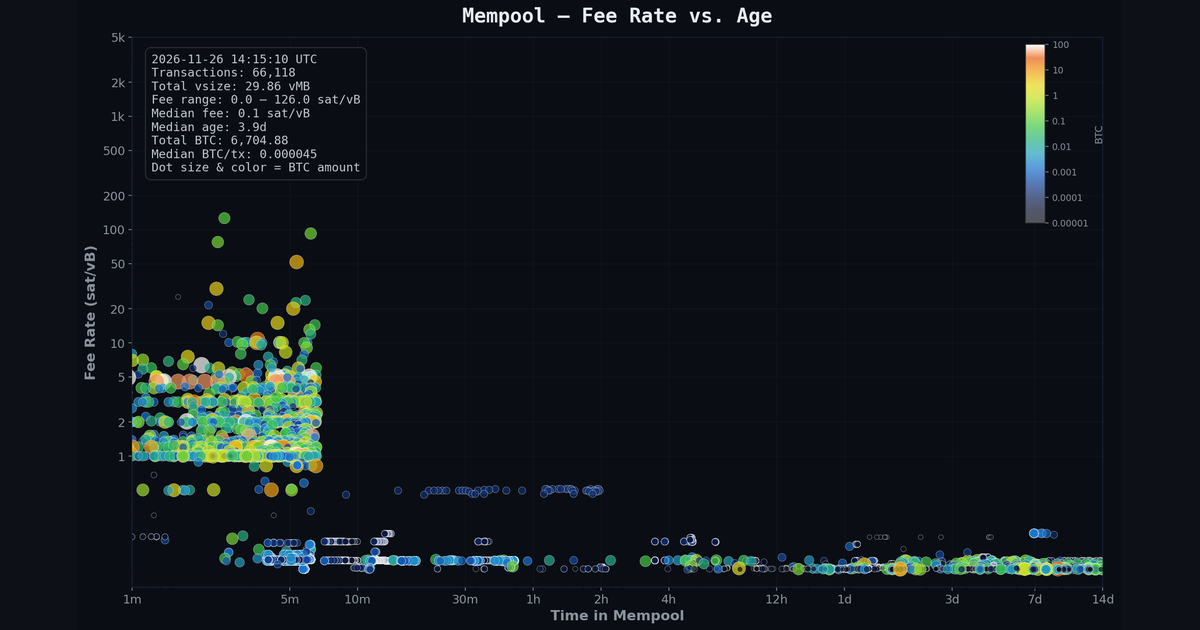 Mempool — Fee Rate vs. Age
2026-11-26 14:15:10 UTC
Transactions: 66,118
Total vsize: 29.86 vMB
Fee range: 0.0 — 126.0 sat/vB
Median fee: 0.1 sat/vB
Median age: 3.9d
Total BTC: 6,704.88
Median BTC/tx: 0.000045
Dot size & color = BTC amount
100
10
1
0.1
0.01
0.001
0.0001
0.00001
BTC
Fee Rate (sat/vB)
5k
2k
1k
500
200
100
50
20
10
5
2
1
1m
5m
10m
30m
1h
2h
4h
12h
1d
3d
7d
14d
Time in Mempool